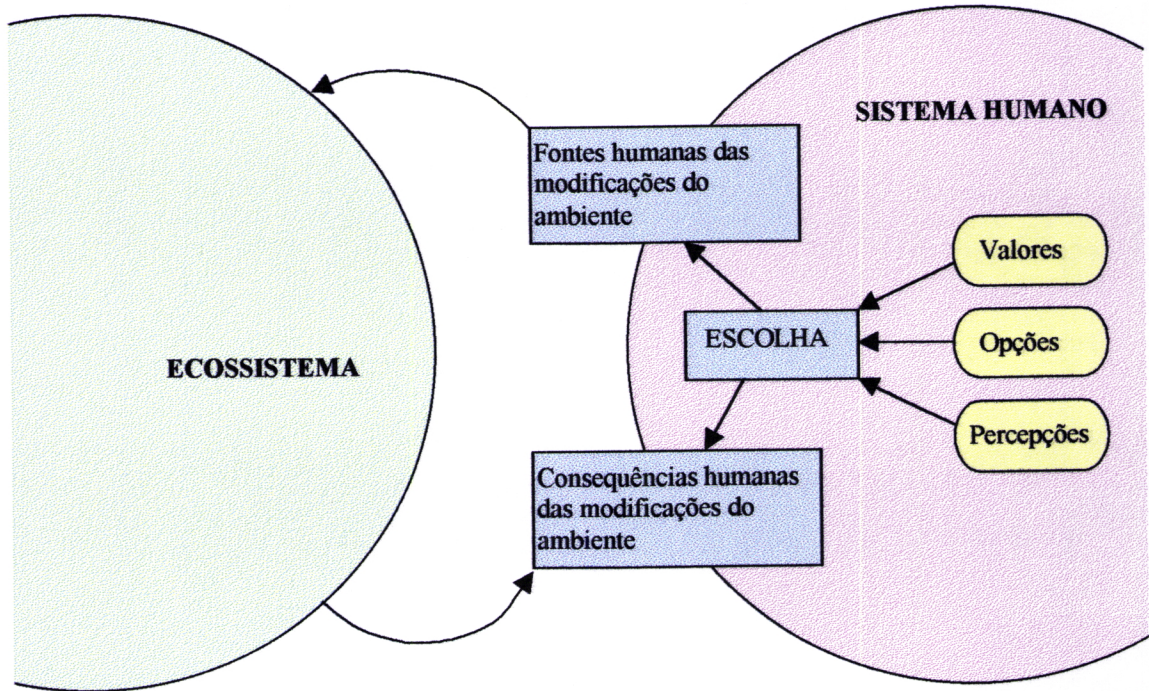 SISTEMA HUMANO
Fontes humanas das
modificações do
ambiente
Valores
ESCOLHA
Opções
ECOSSISTEMA
Percepções
Consequências humanas
das modificações do
ambiente